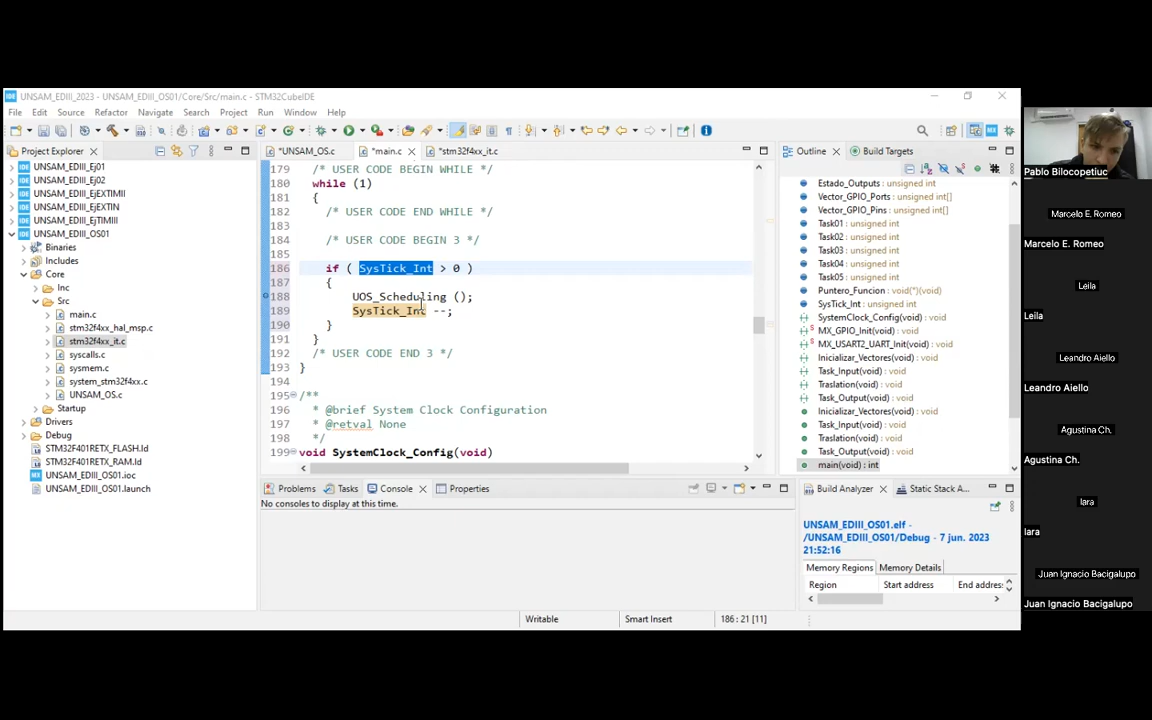 UNSAM_EDIII_2023 - UNSAM_EDIII_OS01/Core/Src/main.c - STM32CubeIDE
File Edit Source Refactor Navigate Search Project Run Window Help
Project Explorer
UNSAM_EDIII_Ej01
UNSAM_EDIII_Ej02
UNSAM_EDIII_EjEXTIMII
UNSAM_EDIII_EjEXTIN
UNSAM_EDIII_EjTIMIII
UNSAM_EDIII_OS01
Binaries
Includes
Core
Inc
Src
main.c
stm32f4xx_hal_msp.c
stm32f4xx_it.c
syscalls.c
sysmem.c
system_stm32f4xx.c
UNSAM_OS.c
Startup
Drivers
Debug
STM32F401RETX_FLASH.ld
STM32F401RETX_RAM.ld
UNSAM_EDIII_OS01.ioc
UNSAM_EDIII_OS01.launch
*UNSAM_OS.c *main.c *stm32f4xx_it.c
179 /* USER CODE BEGIN WHILE */
180 while (1)
181 {
182 /* USER CODE END WHILE */
183
184 /* USER CODE BEGIN 3 */
185
186 if ( SysTick_Int > 0 )
187 {
188 UOS_Scheduling ();
189 SysTick_Int --;
190 }
191 }
192 /* USER CODE END 3 */
193 }
194
195 /**
196 * @brief System Clock Configuration
197 * @retval None
198 */
199 void SystemClock_Config(void)
Problems Tasks Console Properties
No consoles to display at this time.
Outline Build Targets
Estado_Outputs : unsigned int
Vector_GPIO_Ports : unsigned int[]
Vector_GPIO_Pins : unsigned int[]
Task01 : unsigned int
Task02 : unsigned int
Task03 : unsigned int
Task04 : unsigned int
Task05 : unsigned int
Puntero_Funcion : void(*)(void)
SysTick_Int : unsigned int
SystemClock_Config(void) : void
MX_GPIO_Init(void) : void
MX_USART2_UART_Init(void) : void
Inicializar_Vectores(void) : void
Task_Input(void) : void
Traslation(void) : void
Task_Output(void) : void
Inicializar_Vectores(void) : void
Task_Input(void) : void
Traslation(void) : void
Task_Output(void) : void
main(void) : int
Build Analyzer Static Stack A...
UNSAM_EDIII_OS01.elf -
/UNSAM_EDIII_OS01/Debug - 7 jun. 2023
21:52:16
Memory Regions Memory Details
Region Start address End address
Writable Smart Insert 186 : 21 [11]
Pablo Bilocopetiuc
Marcelo E. Romeo
Marcelo E. Romeo
Leila
Leila
Leandro Aiello
Leandro Aiello
Agustina Ch.
Agustina Ch.
Iara
Iara
Juan Ignacio Bacigalupo
Juan Ignacio Bacigalupo